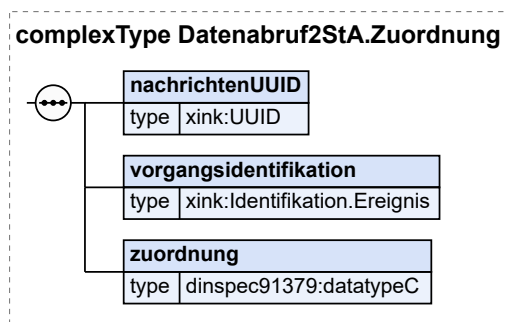 complexType Datenabruf2StA.Zuordnung
nachrichtenUUID
type xink:UUID
vorgangsidentifikation
type xink:Identifikation.Ereignis
zuordnung
type dinspec91379:datatypeC